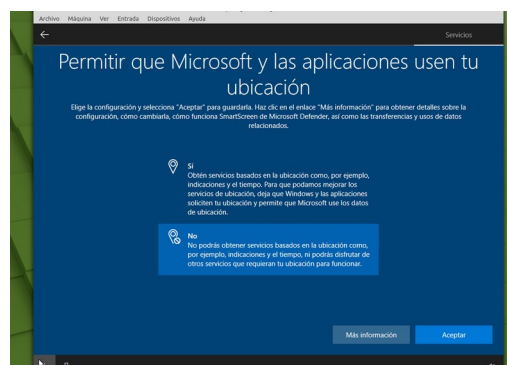 Archivo Máquina Ver Entrada Dispositivos Ayuda
Servicios
Permitir que Microsoft y las aplicaciones usen tu
ubicación
Elige la configuración y selecciona "Aceptar" para guardarla. Haz clic en el enlace "Más información" para obtener detalles sobre la
configuración, cómo cambiarla, cómo funciona SmartScreen de Microsoft Defender, así como las transferencias y usos de datos
relacionados.
Sí
Obtén servicios basados en la ubicación como, por ejemplo,
indicaciones y el tiempo. Para que podamos mejorar los
servicios de ubicación, deja que Windows y las aplicaciones
soliciten tu ubicación y permite que Microsoft use los datos
de ubicación.
No
No podrás obtener servicios basados en la ubicación como,
por ejemplo, indicaciones y el tiempo, ni podrás disfrutar de
otros servicios que requieran tu ubicación para funcionar.
Más información
Aceptar